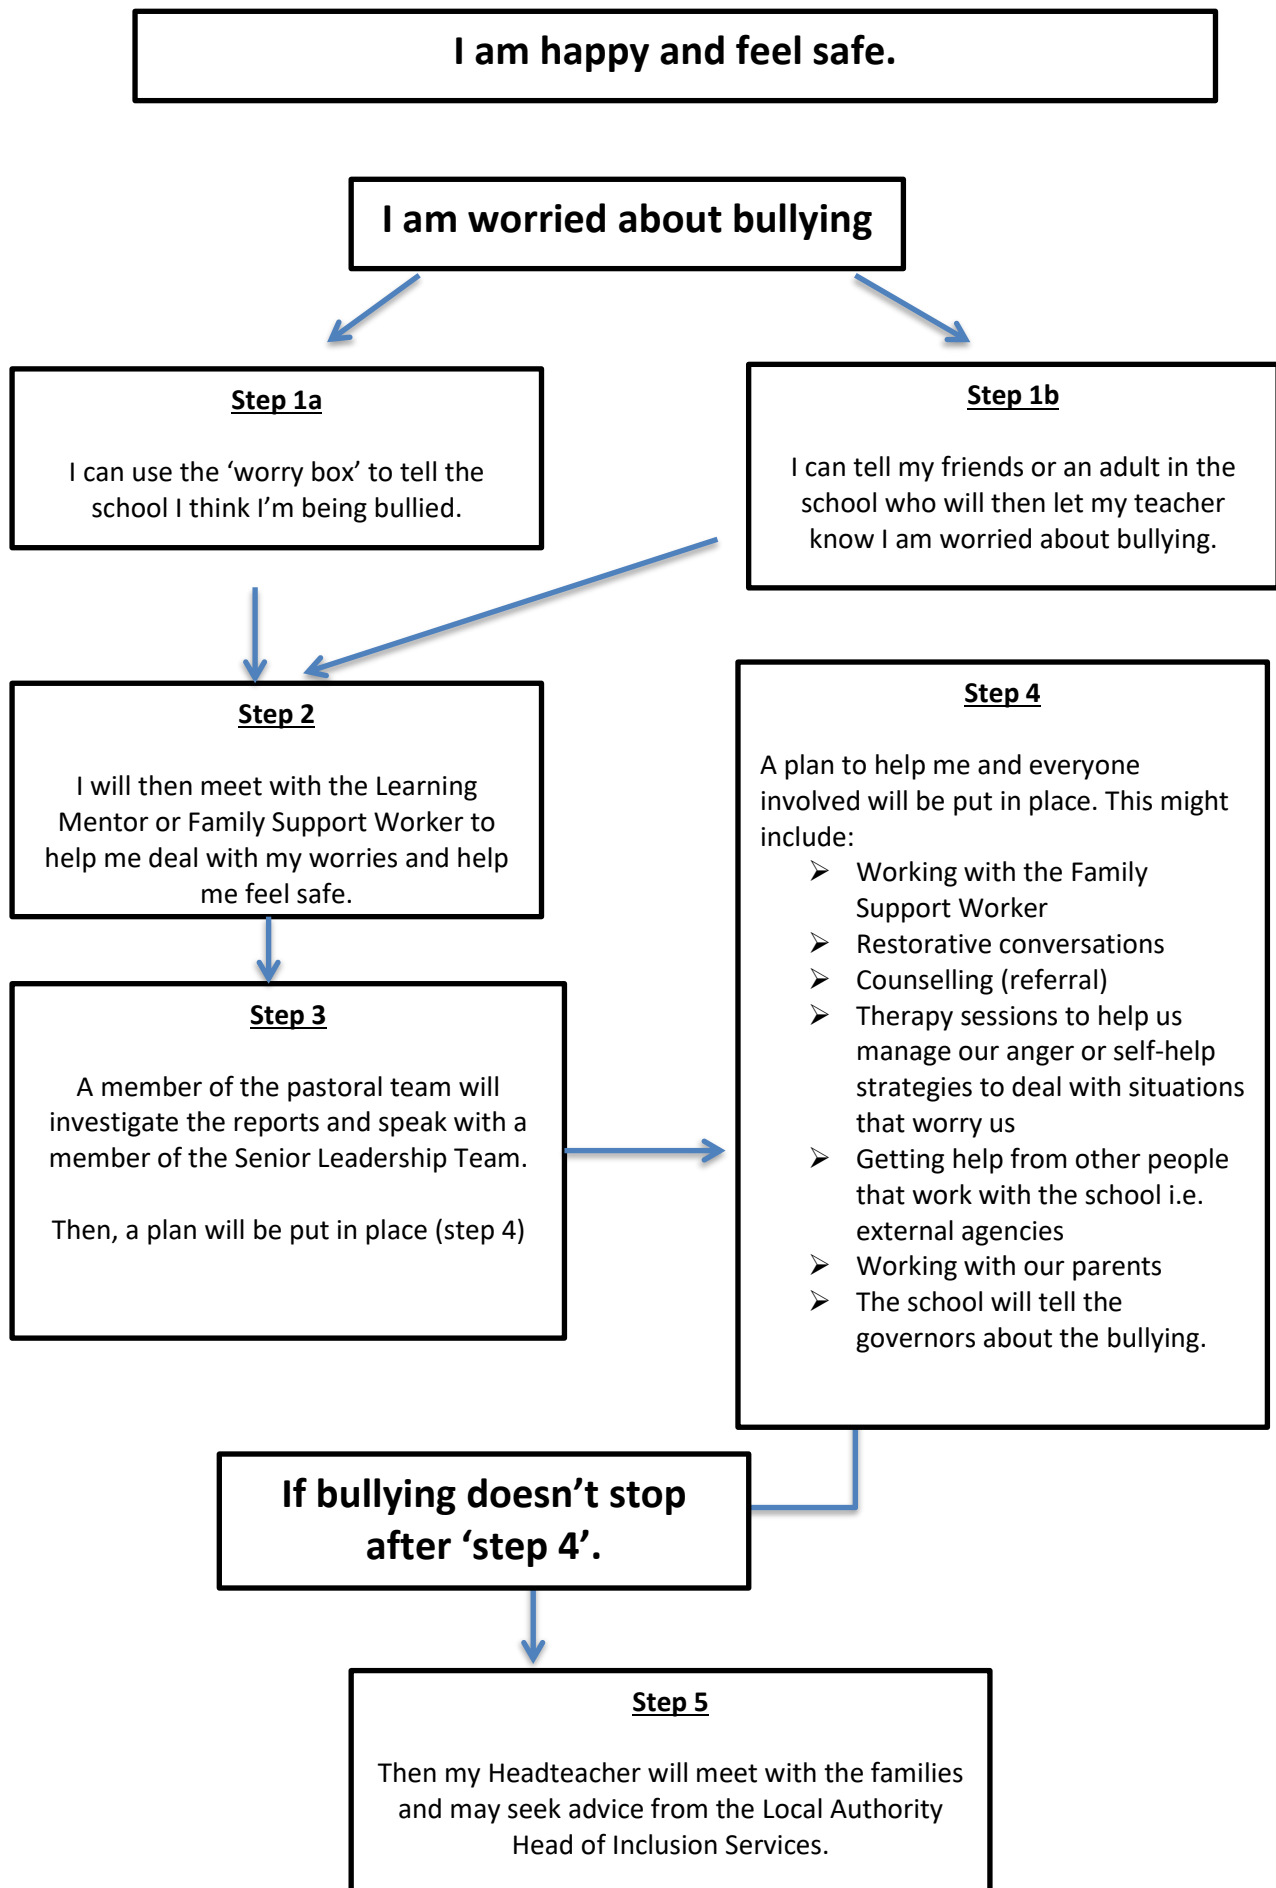 I am happy and feel safe.
I am worried about bullying
Step 1a
I can use the ‘worry box’ to tell the
school I think I’m being bullied.
Step 1b
I can tell my friends or an adult in the
school who will then let my teacher
know I am worried about bullying.
Step 2
I will then meet with the Learning
Mentor or Family Support Worker to
help me deal with my worries and help
me feel safe.
Step 3
A member of the pastoral team will
investigate the reports and speak with a
member of the Senior Leadership Team.
Then, a plan will be put in place (step 4)
Step 4
A plan to help me and everyone
involved will be put in place. This might
include:
➢ Working with the Family
Support Worker
➢ Restorative conversations
➢ Counselling (referral)
➢ Therapy sessions to help us
manage our anger or self-help
strategies to deal with situations
that worry us
➢ Getting help from other people
that work with the school i.e.
external agencies
➢ Working with our parents
➢ The school will tell the
governors about the bullying.
If bullying doesn’t stop
after ‘step 4’.
Step 5
Then my Headteacher will meet with the families
and may seek advice from the Local Authority
Head of Inclusion Services.